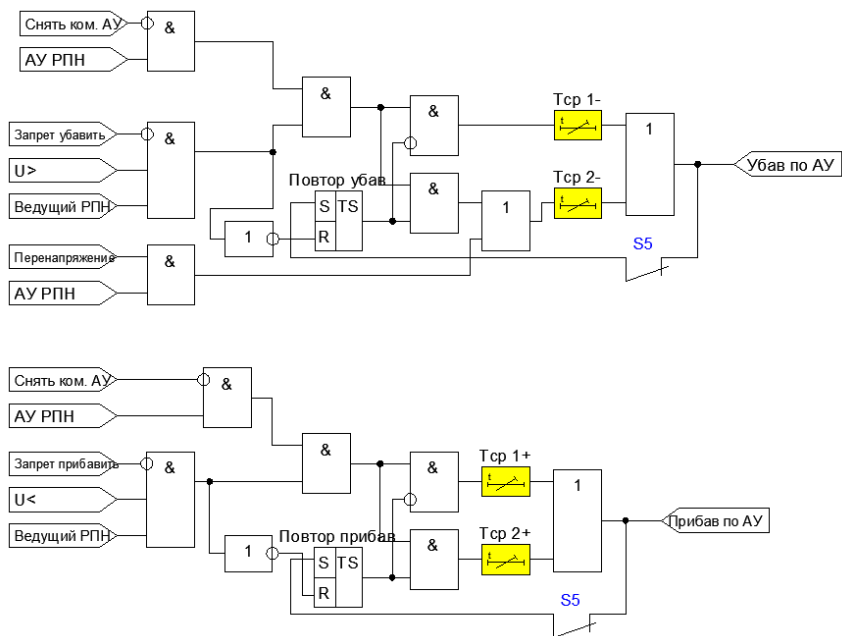 Снять ком. АУ
&
АУ РПН
&
&
Тср 1-
1
Запрет убавить
&
U>
Ведущий РПН
Повтор убав
&
Тср 2-
Убав по АУ
S TS
R
1
1
S5
Перенапряжение
&
АУ РПН
Снять ком. АУ
&
АУ РПН
&
&
Тср 1+
1
Запрет прибавить
&
U<
Ведущий РПН
Прибав по АУ
Повтор прибав
&
Тср 2+
1
S TS
R
S5